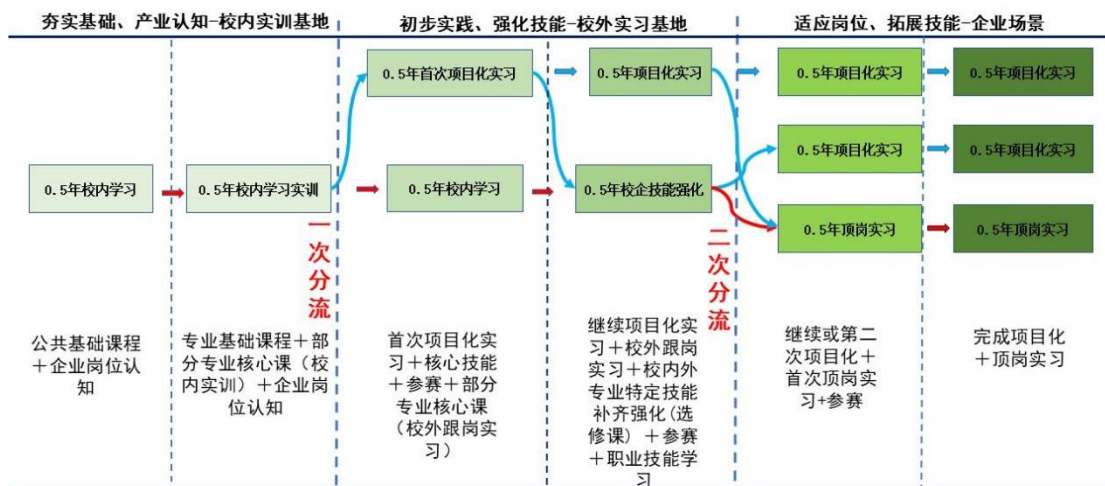 夯实基础、产业认知-校内实训基地
初步实践、强化技能-校外实习基地
适应岗位、拓展技能-企业场景
0.5年首次项目化实习
0.5年项目化实习
0.5年项目化实习
0.5年项目化实习
0.5年项目化实习
0.5年项目化实习
0.5年校内学习
0.5年校内学习实训
0.5年校内学习
0.5年校企技能强化
0.5年顶岗实习
0.5年顶岗实习
一次分流
二次分流
公共基础课程
＋企业岗位认
知
专业基础课程＋部
分专业核心课（校
内实训）＋企业岗
位认知
首次项目化实
习＋核心技能
＋参赛＋部分
专业核心课
（校外跟岗实
习）
继续项目化实
习＋校外跟岗
实习＋校内外
专业特定技能
补齐强化(选
修课）＋参赛
＋职业技能学
习
继续或第二
次项目化＋
首次顶岗实
习+参赛
完成项目化
＋顶岗实习